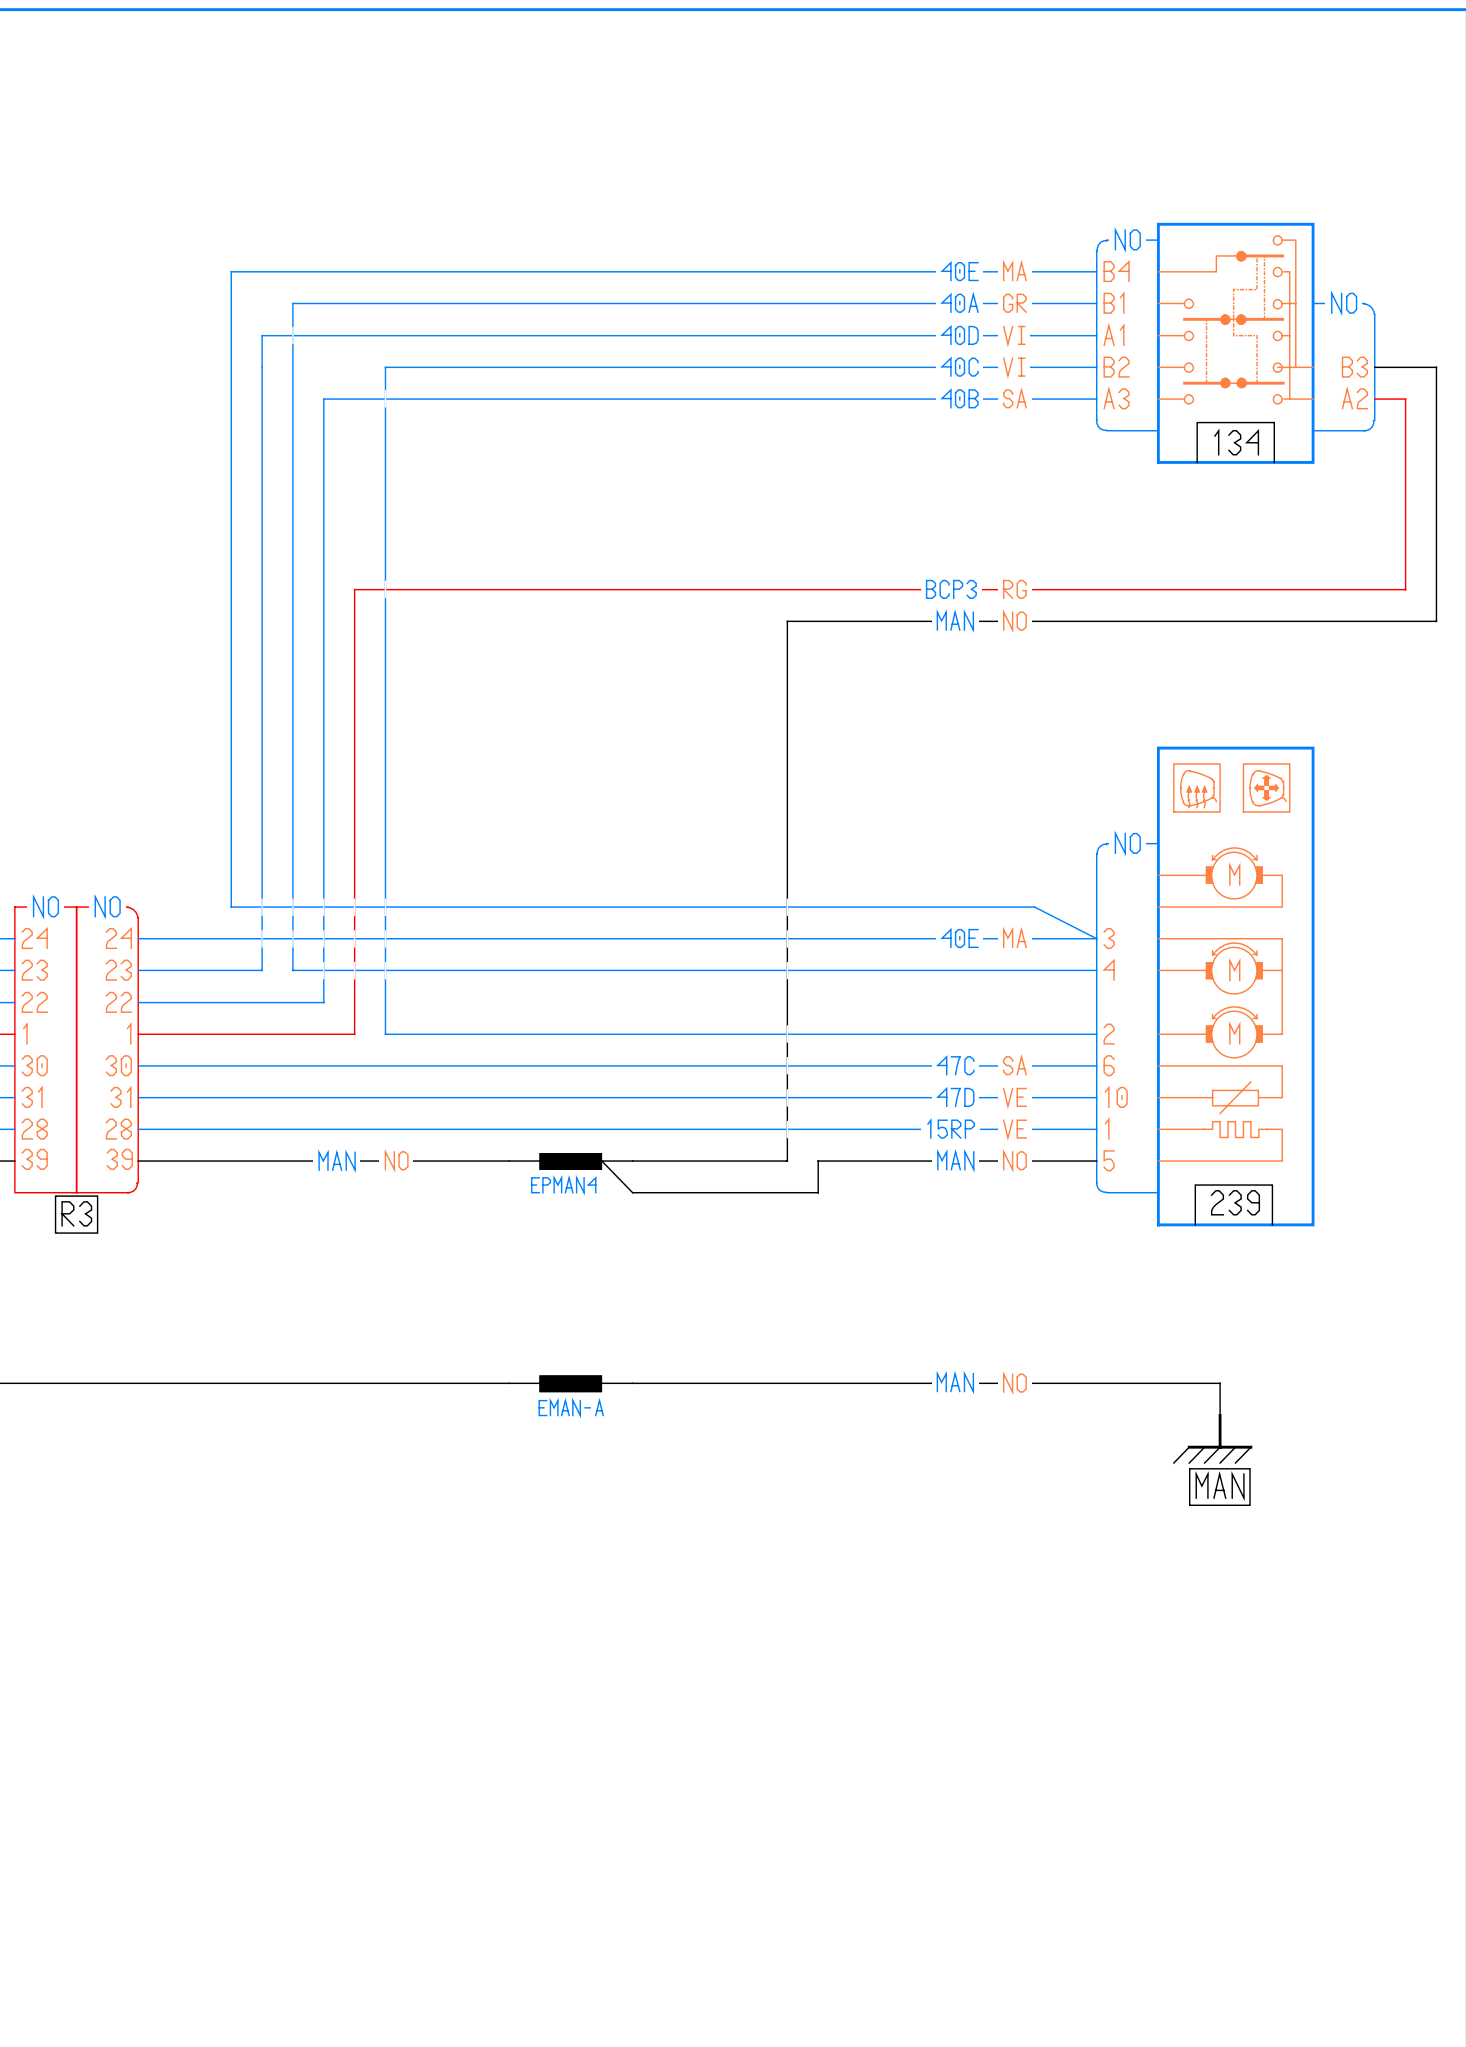 NO
40E MA B4
40A GR B1 NO
40D VI A1
40C VI B2 B3
40B SA A3 A2
134
BCP3 RG
MAN NO
M
NO
NO NO
24 24 40E MA 3
23 23 4 M
22 22
1 1 2 M
30 30 47C SA 6
31 31 47D VE 10
28 28 15RP VE 1
39 39 MAN NO MAN NO 5
EPMAN4
R3 239
MAN NO
EMAN-A
MAN